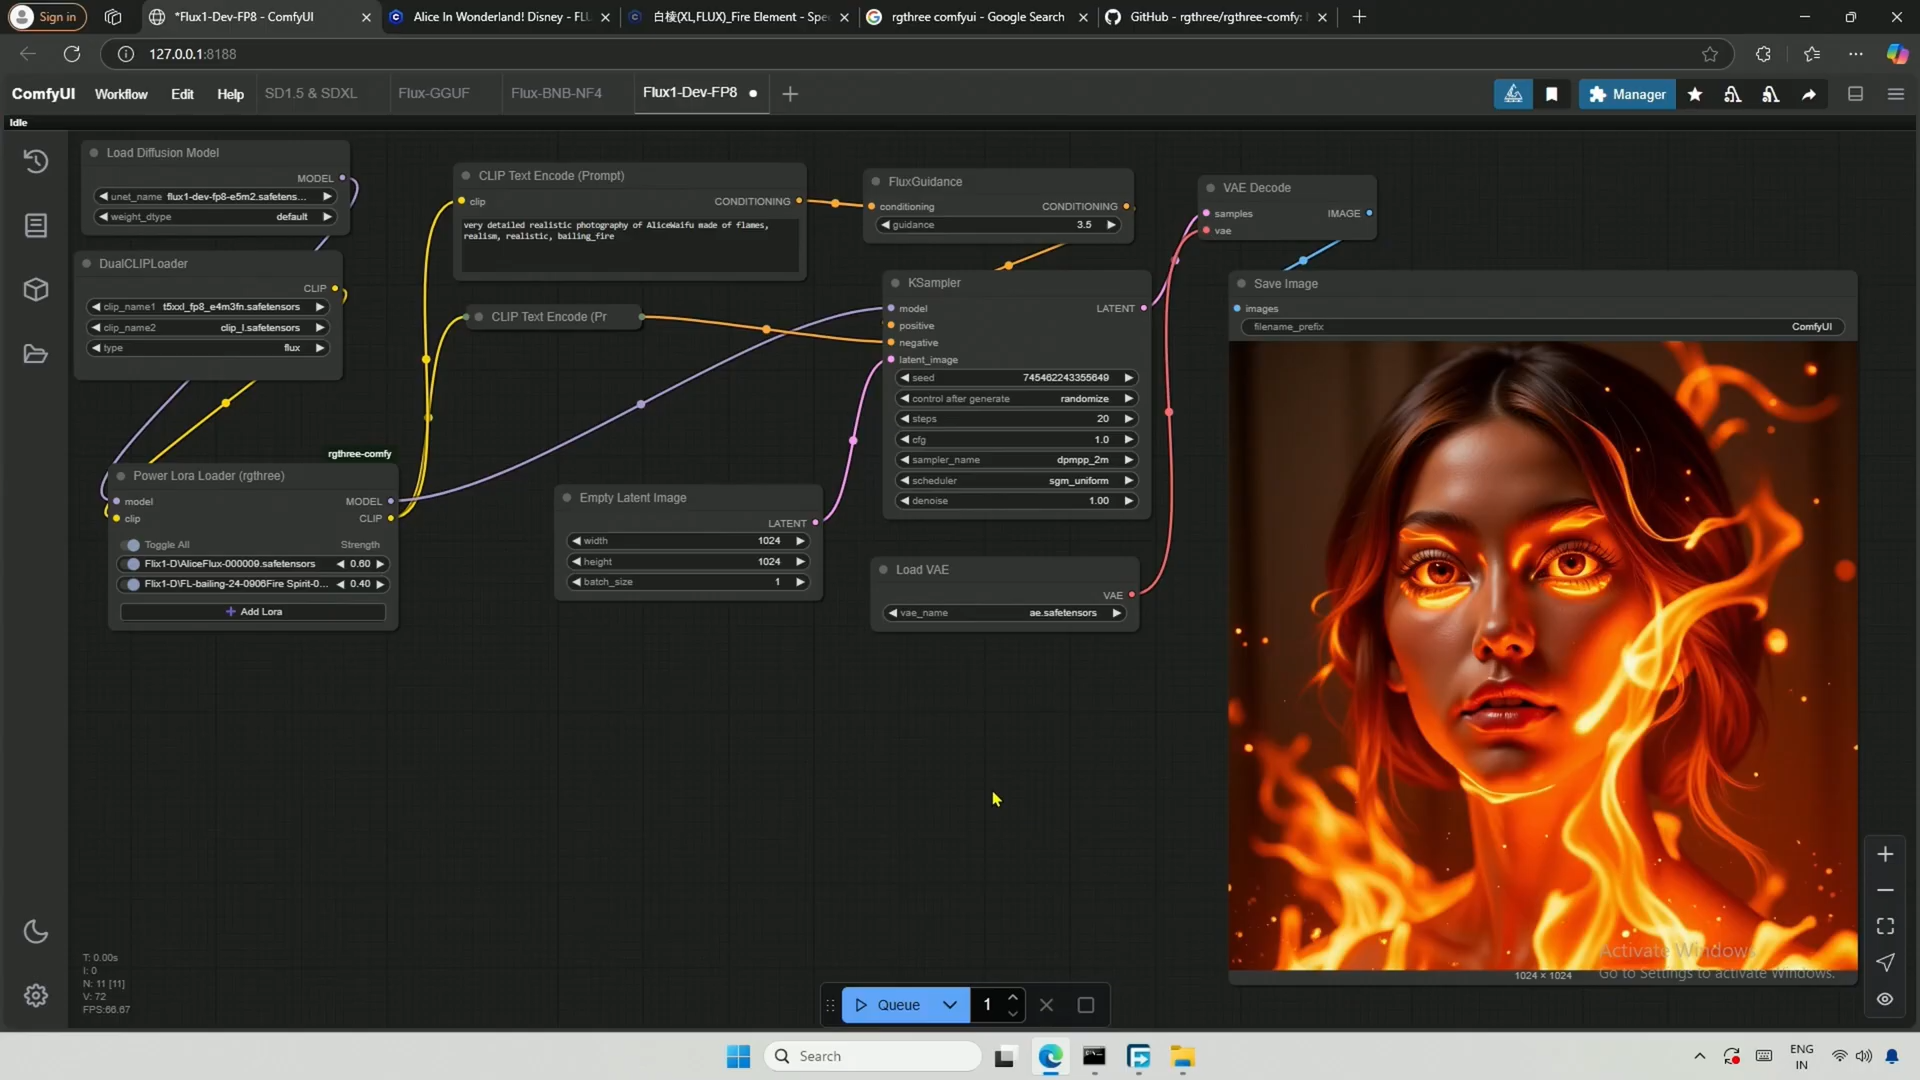 Sign in
*Flux1-Dev-FP8 - ComfyUI
Alice In Wonderland! Disney - FLU
白棱(XL,FLUX)_Fire Element - Spe
rgthree comfyui - Google Search
GitHub - rgthree/rgthree-comfy:
127.0.0.1:8188
ComfyUI
Workflow
Edit
Help
SD1.5 & SDXL
Flux-GGUF
Flux-BNB-NF4
Flux1-Dev-FP8
Manager
Idle
Load Diffusion Model
MODEL
unet_name flux1-dev-fp8-e5m2.safetens...
weight_dtype default
DualCLIPLoader
CLIP
clip_name1 t5xxl_fp8_e4m3fn.safetensors
clip_name2 clip_l.safetensors
type flux
rgthree-comfy
Power Lora Loader (rgthree)
model MODEL
clip CLIP
Toggle All Strength
Flix1-D\AliceFlux-000009.safetensors 0.60
Flix1-D\FL-bailing-24-0906Fire Spirit-0... 0.40
Add Lora
CLIP Text Encode (Prompt)
clip CONDITIONING
very detailed realistic photography of AliceWaifu made of flames,
realism, realistic, bailing_fire
CLIP Text Encode (Pr
Empty Latent Image
LATENT
width 1024
height 1024
batch_size 1
FluxGuidance
conditioning CONDITIONING
guidance 3.5
KSampler
model LATENT
positive
negative
latent_image
seed 745462243355649
control after generate randomize
steps 20
cfg 1.0
sampler_name dpmpp_2m
scheduler sgm_uniform
denoise 1.00
Load VAE
VAE
vae_name ae.safetensors
VAE Decode
samples IMAGE
vae
Save Image
images
filename_prefix ComfyUI
1024 × 1024
Activate Windows
Go to Settings to activate Windows.
T: 0.00s
I: 0
N: 11 [11]
V: 72
FPS:66.67
Queue
1
Search
ENG
IN